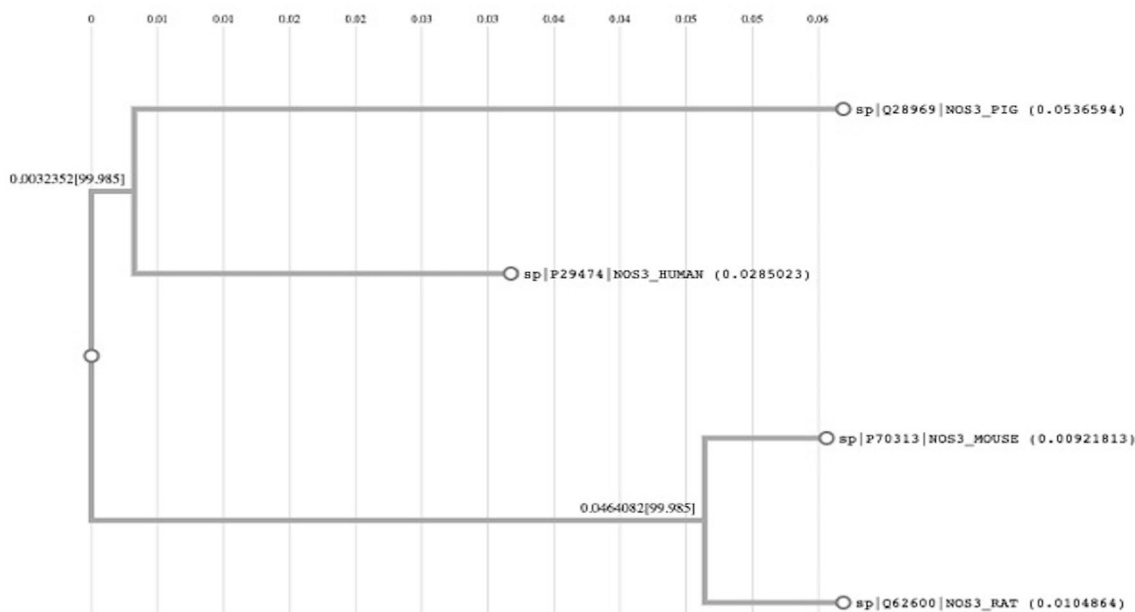 0 0.01 0.01 0.02 0.02 0.03 0.03 0.04 0.04 0.05 0.05 0.06
sp|Q28969|NOS3_PIG (0.0536594)
0.0032352[99.985]
sp|P29474|NOS3_HUMAN (0.0285023)
sp|P70313|NOS3_MOUSE (0.00921813)
0.0464082[99.985]
sp|Q62600|NOS3_RAT (0.0104864)